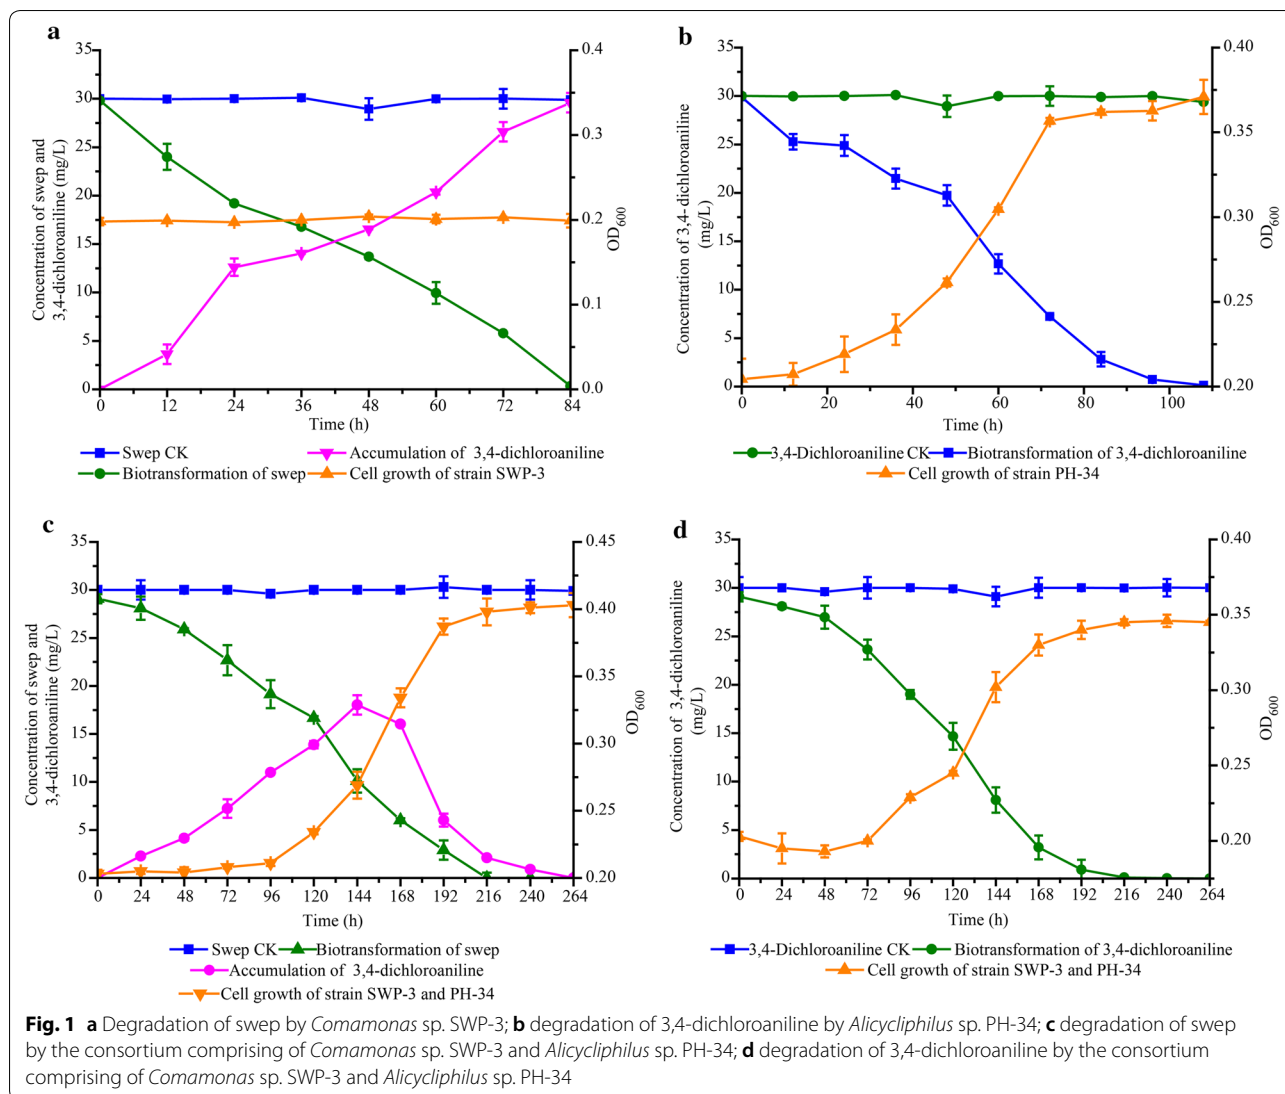 a
35
30
25
20
15
10
5
0
Concentration of swep and
3,4-dichloroaniline (mg/L)
0.4
0.3
0.2
0.1
0.0
OD600
0 12 24 36 48 60 72 84
Time (h)
Swep CK Accumulation of 3,4-dichloroaniline
Biotransformation of swep Cell growth of strain SWP-3
b
35
30
25
20
15
10
5
0
Concentration of 3,4- dichloroaniline
(mg/L)
0.40
0.35
0.30
0.25
0.20
OD600
0 20 40 60 80 100
Time (h)
3,4-Dichloroaniline CK Biotransformation of 3,4-dichloroaniline
Cell growth of strain PH-34
c
35
30
25
20
15
10
5
0
Concentration of swep and
3,4-dichloroaniline (mg/L)
0.45
0.40
0.35
0.30
0.25
0.20
OD600
0 24 48 72 96 120 144 168 192 216 240 264
Time (h)
Swep CK Biotransformation of swep
Accumulation of 3,4-dichloroaniline
Cell growth of strain SWP-3 and PH-34
d
35
30
25
20
15
10
5
0
Concentration of 3,4-dichloroaniline
(mg/L)
0.40
0.35
0.30
0.25
0.20
OD600
0 24 48 72 96 120 144 168 192 216 240 264
Time (h)
3,4-Dichloroaniline CK Biotransformation of 3,4-dichloroaniline
Cell growth of strain SWP-3 and PH-34
Fig. 1 a Degradation of swep by Comamonas sp. SWP-3; b degradation of 3,4-dichloroaniline by Alicycliphilus sp. PH-34; c degradation of swep
by the consortium comprising of Comamonas sp. SWP-3 and Alicycliphilus sp. PH-34; d degradation of 3,4-dichloroaniline by the consortium
comprising of Comamonas sp. SWP-3 and Alicycliphilus sp. PH-34